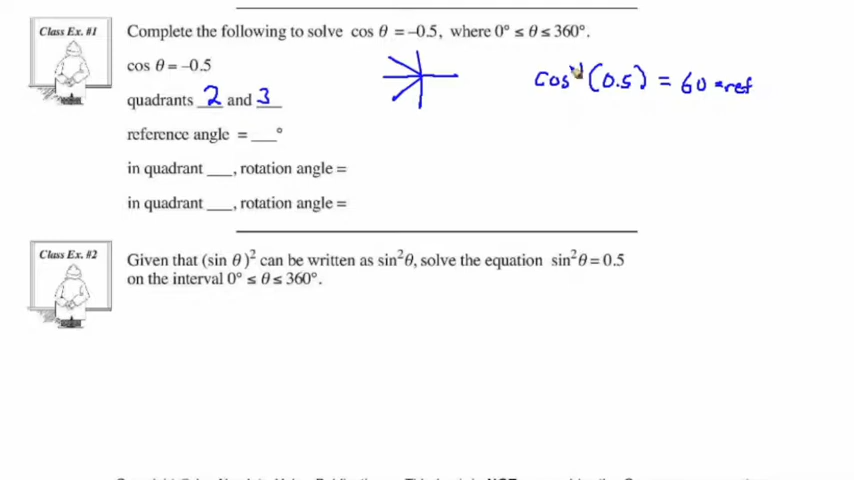 Class Ex. #1
Complete the following to solve cos θ = –0.5, where 0° ≤ θ ≤ 360°.
cos θ = –0.5
cos⁻¹(0.5) = 60 = ref
quadrants 2 and 3
reference angle = ___°
in quadrant ___, rotation angle =
in quadrant ___, rotation angle =
Class Ex. #2
Given that (sin θ)² can be written as sin²θ, solve the equation sin²θ = 0.5
on the interval 0° ≤ θ ≤ 360°.